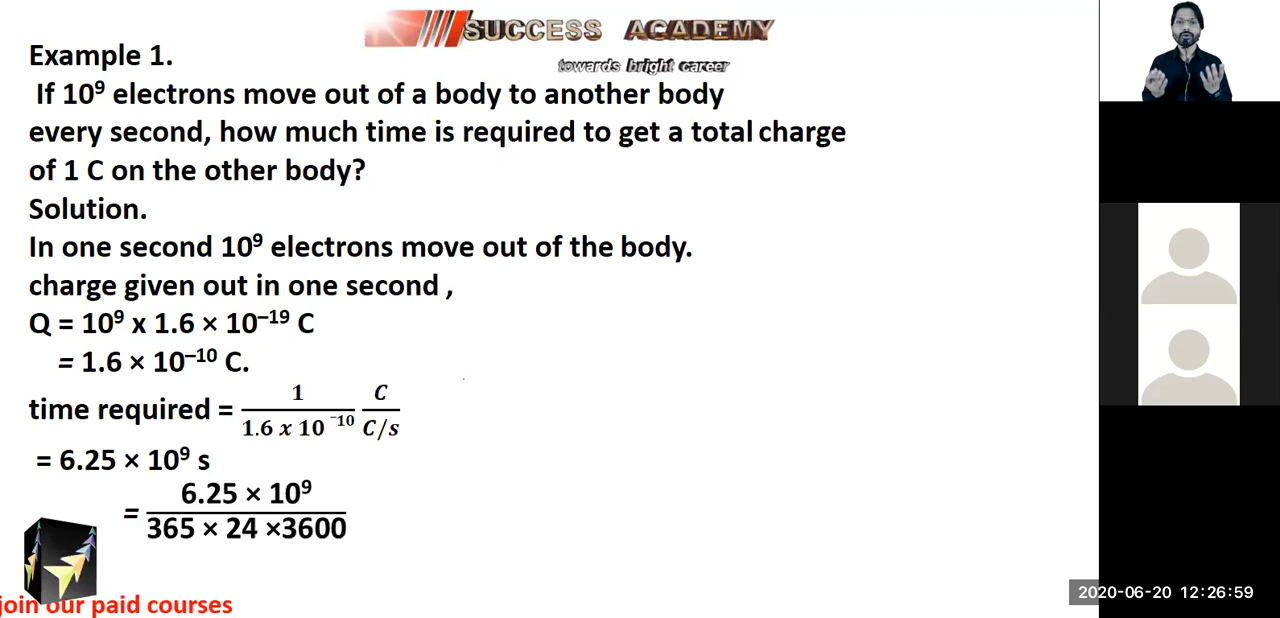 SUCCESS ACADEMY
towards bright career
Example 1.
If 10⁹ electrons move out of a body to another body
every second, how much time is required to get a total charge
of 1 C on the other body?
Solution.
In one second 10⁹ electrons move out of the body.
charge given out in one second ,
Q = 10⁹ x 1.6 × 10⁻¹⁹ C
= 1.6 × 10⁻¹⁰ C.
time required = 1 / 1.6 x 10⁻¹⁰ C / C/s
= 6.25 × 10⁹ s
= 6.25 × 10⁹ / 365 × 24 ×3600
join our paid courses
2020-06-20 12:26:59